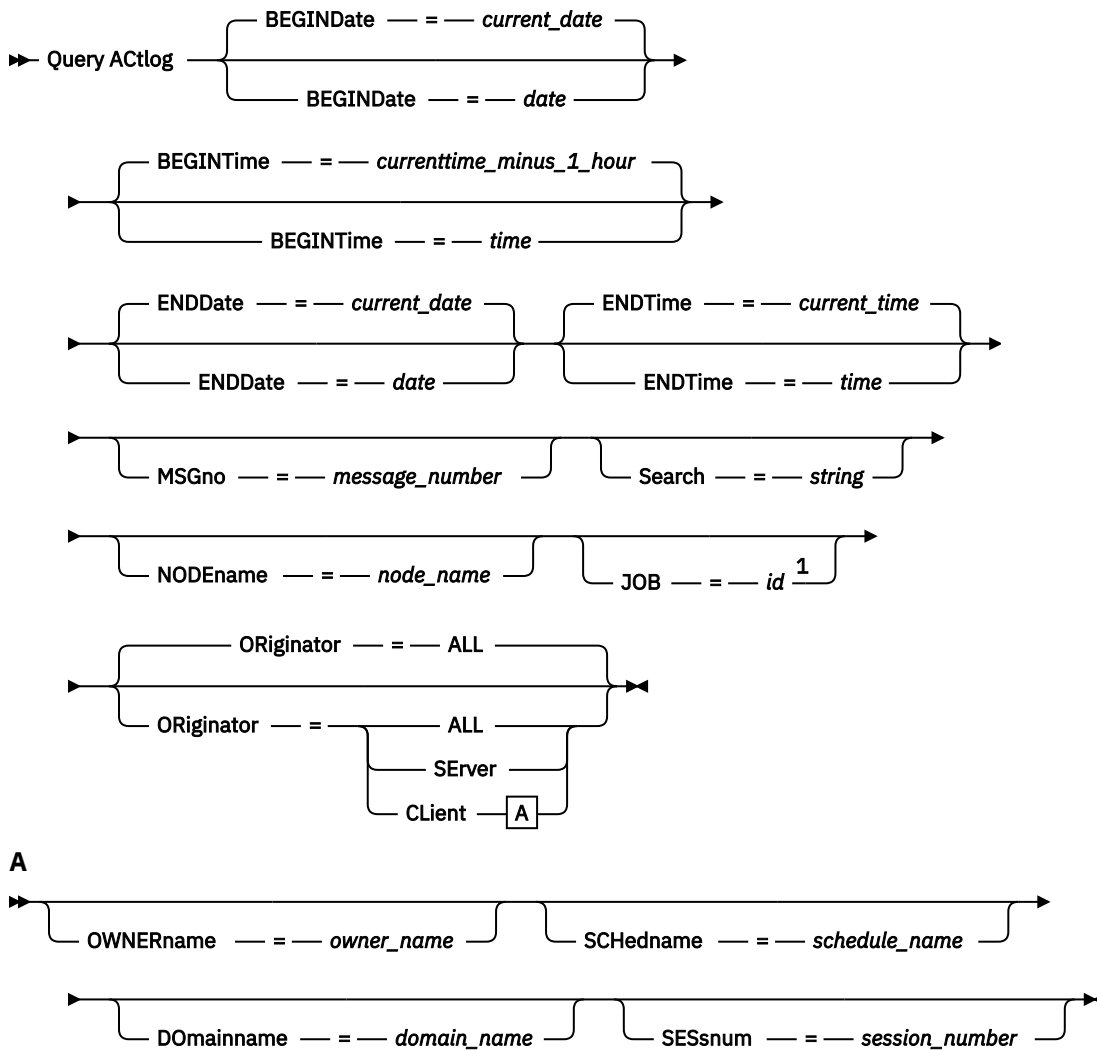 BEGINDate = current_date
Query ACtlog
BEGINDate = date
BEGINTime = currenttime_minus_1_hour
BEGINTime = time
ENDDate = current_date ENDTime = current_time
ENDDate = date ENDTime = time
MSGno = message_number Search = string
NODEname = node_name JOB = id 1
ORiginator = ALL
ORiginator = ALL
SErver
CLient A
A
OWNERname = owner_name SCHedname = schedule_name
DOmainname = domain_name SESsnum = session_number